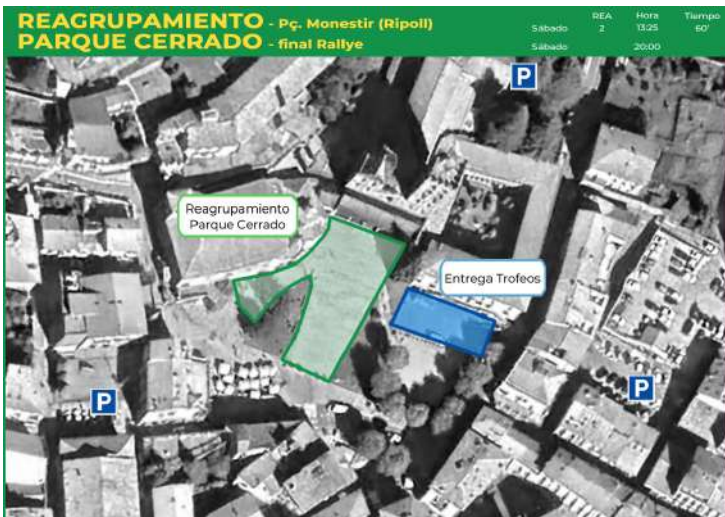 REAGRUPAMIENTO - Pç. Monestir (Ripoll)
PARQUE CERRADO - final Rallye
REA Hora Tiempo
Sábado 2 13:25 60'
Sábado 20:00
P
Reagrupamiento
Parque Cerrado
Entrega Trofeos
P
P